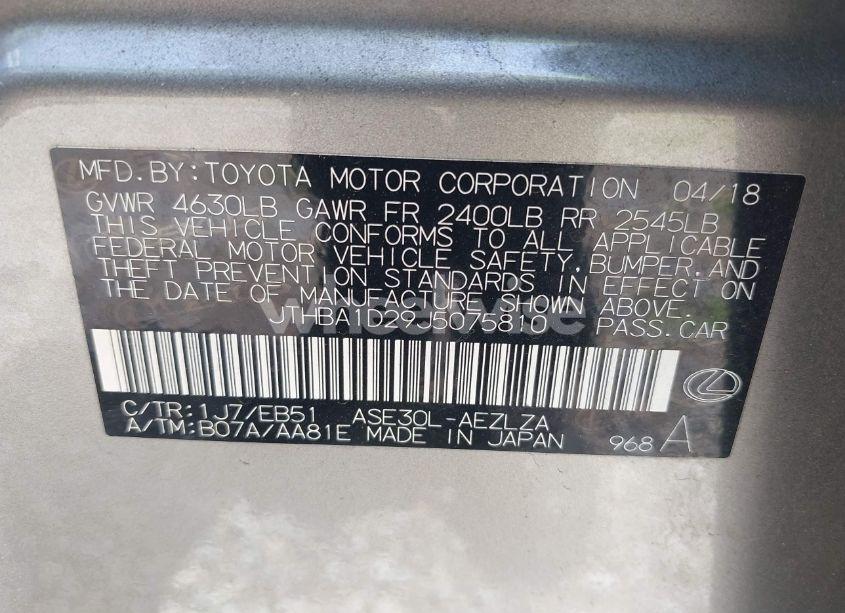 MFD.BY:TOYOTA MOTOR CORPORATION 04/18
GVWR 4630LB GAWR FR 2400LB RR 2545LB
THIS VEHICLE CONFORMS TO ALL APPLICABLE
FEDERAL MOTOR VEHICLE SAFETY,BUMPER,AND
THEFT PREVENTION STANDARDS IN EFFECT ON
THE DATE OF MANUFACTURE SHOWN ABOVE.
JTHBA1D29J5075810 PASS.CAR
C/TR:1J7/EB51 ASE30L-AEZLZA
A/TM:B07A/AA81E MADE IN JAPAN 968 A